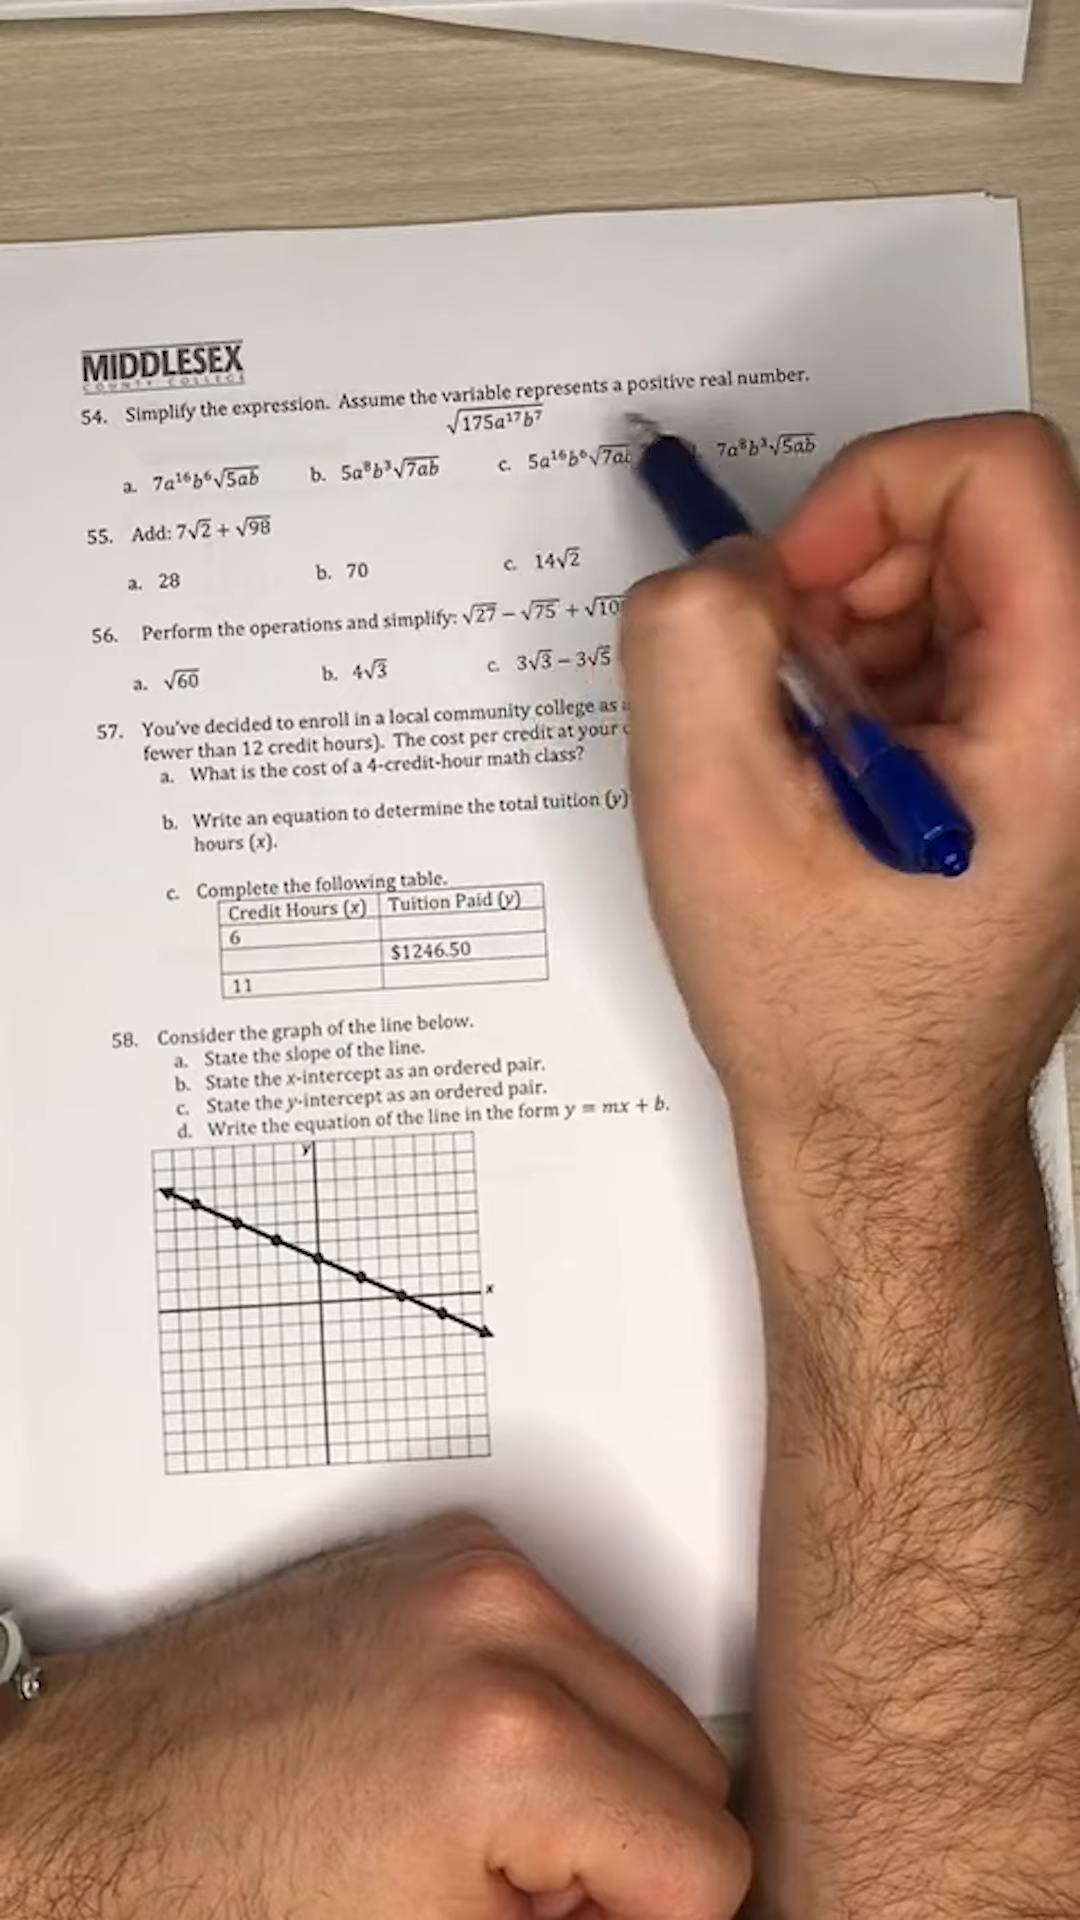 MIDDLESEX
COUNTY COLLEGE
54. Simplify the expression. Assume the variable represents a positive real number.
√175a¹⁷b⁷
a. 7a¹⁶b⁶√5ab b. 5a⁸b³√7ab c. 5a¹⁶b⁶√7a 7a⁸b³√5ab
55. Add: 7√2 + √98
a. 28 b. 70 c. 14√2
56. Perform the operations and simplify: √27 − √75 + √10
a. √60 b. 4√3 c. 3√3 − 3√5
57. You've decided to enroll in a local community college as
fewer than 12 credit hours). The cost per credit at your
a. What is the cost of a 4-credit-hour math class?
b. Write an equation to determine the total tuition (y)
hours (x).
c. Complete the following table.
Credit Hours (x) Tuition Paid (y)
6
$1246.50
11
58. Consider the graph of the line below.
a. State the slope of the line.
b. State the x-intercept as an ordered pair.
c. State the y-intercept as an ordered pair.
d. Write the equation of the line in the form y = mx + b.
y
x